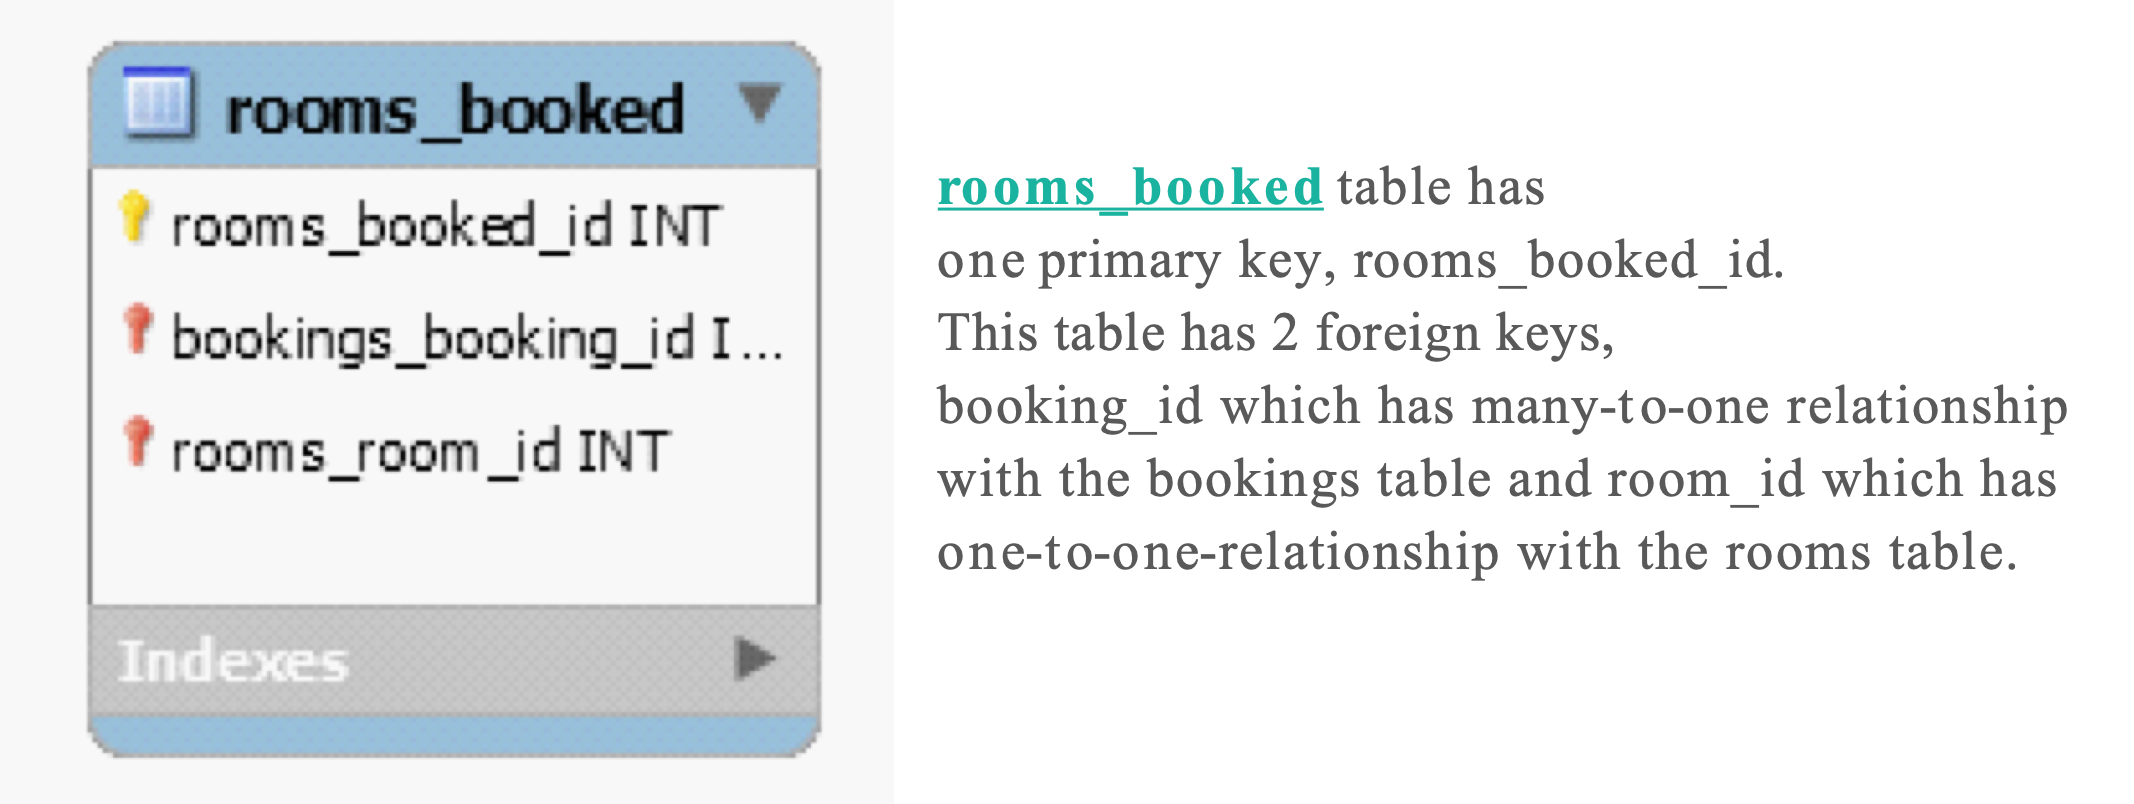 rooms_booked
rooms_booked_id INT
bookings_booking_id I...
rooms_room_id INT
Indexes
rooms_booked table has
one primary key, rooms_booked_id.
This table has 2 foreign keys,
booking_id which has many-to-one relationship
with the bookings table and room_id which has
one-to-one-relationship with the rooms table.